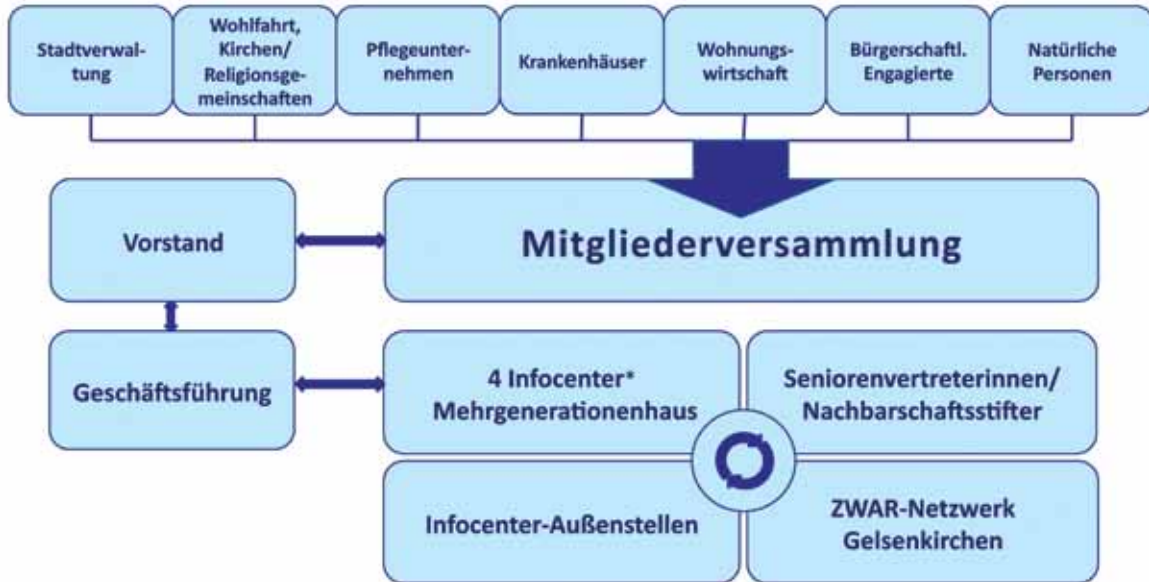 Stadtverwal-
tung
Wohlfahrt,
Kirchen/
Religionsge-
meinschaften
Pflegeunter-
nehmen
Krankenhäuser
Wohnungs-
wirtschaft
Bürgerschaftl.
Engagierte
Natürliche
Personen
Vorstand
Mitgliederversammlung
Geschäftsführung
4 Infocenter*
Mehrgenerationenhaus
Seniorenvertreterinnen/
Nachbarschaftsstifter
Infocenter-Außenstellen
ZWAR-Netzwerk
Gelsenkirchen